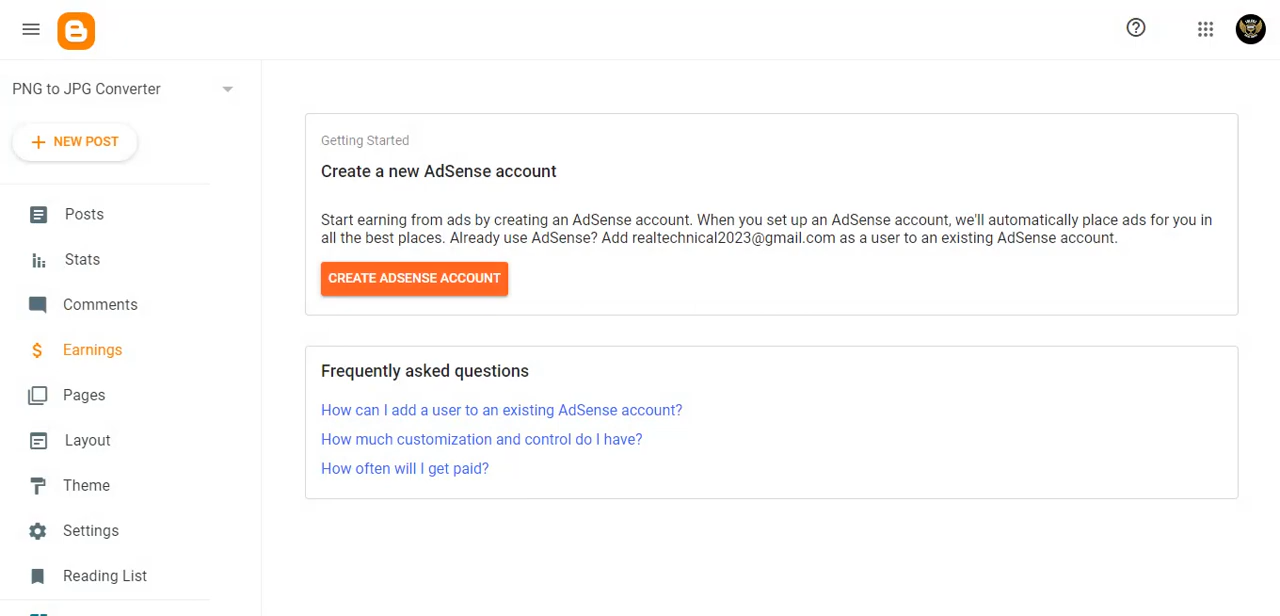 PNG to JPG Converter
NEW POST
Posts
Stats
Comments
Earnings
Pages
Layout
Theme
Settings
Reading List
Getting Started
Create a new AdSense account
Start earning from ads by creating an AdSense account. When you set up an AdSense account, we'll automatically place ads for you in
all the best places. Already use AdSense? Add realtechnical2023@gmail.com as a user to an existing AdSense account.
CREATE ADSENSE ACCOUNT
Frequently asked questions
How can I add a user to an existing AdSense account?
How much customization and control do I have?
How often will I get paid?